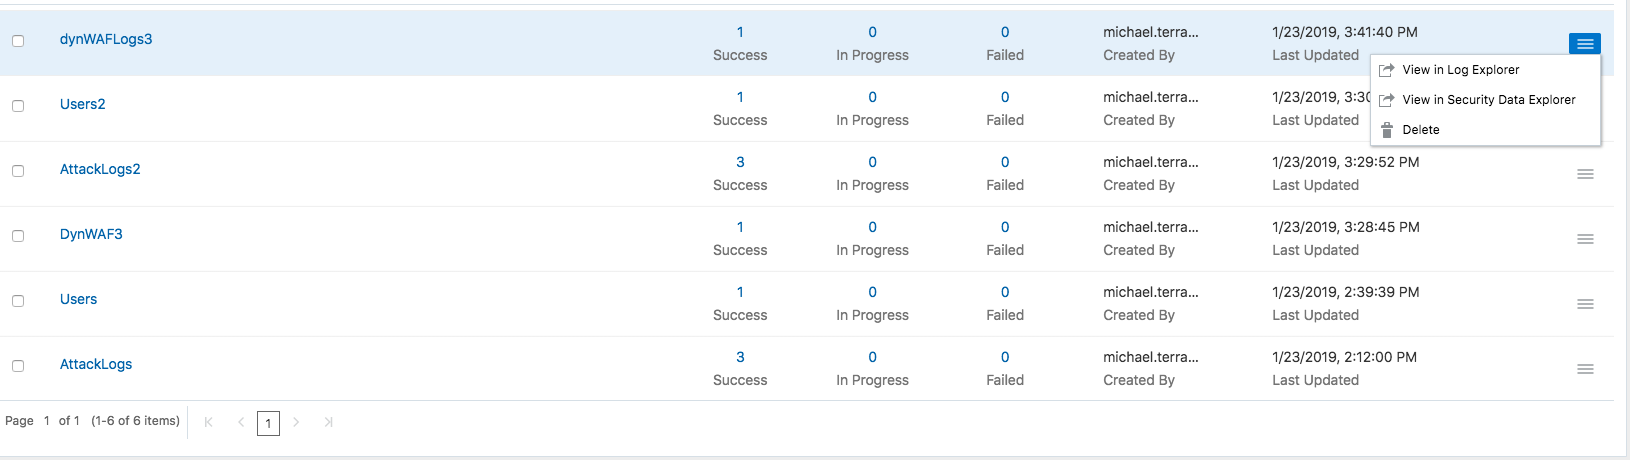 dynWAFLogs3 1 0 0 michael.terra... 1/23/2019, 3:41:40 PM
Success In Progress Failed Created By Last Updated
View in Log Explorer
View in Security Data Explorer
Delete
Users2 1 0 0 michael.terra... 1/23/2019, 3:30
Success In Progress Failed Created By Last Updated
AttackLogs2 3 0 0 michael.terra... 1/23/2019, 3:29:52 PM
Success In Progress Failed Created By Last Updated
DynWAF3 1 0 0 michael.terra... 1/23/2019, 3:28:45 PM
Success In Progress Failed Created By Last Updated
Users 1 0 0 michael.terra... 1/23/2019, 2:39:39 PM
Success In Progress Failed Created By Last Updated
AttackLogs 3 0 0 michael.terra... 1/23/2019, 2:12:00 PM
Success In Progress Failed Created By Last Updated
Page 1 of 1 (1-6 of 6 items) 1